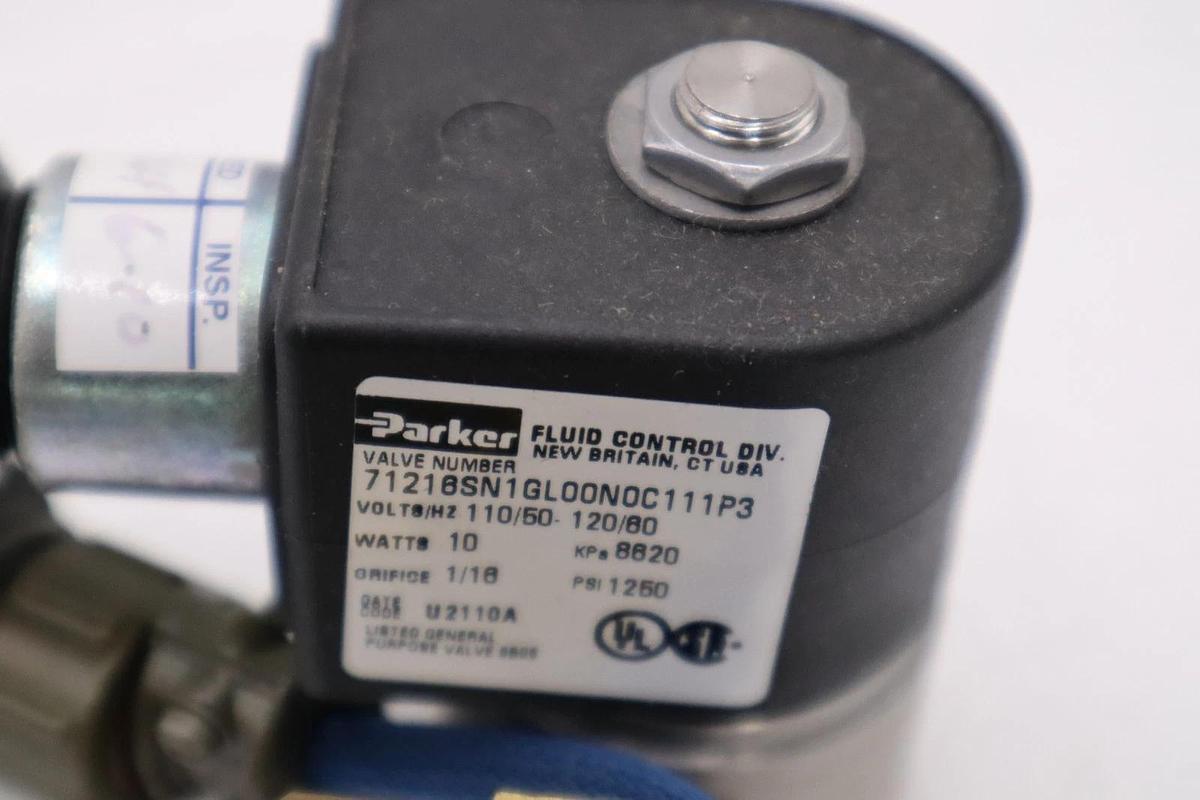 Parker
FLUID CONTROL DIV.
NEW BRITAIN, CT USA
VALVE NUMBER
71216SN1GL00N0C111P3
VOLTS/HZ 110/50- 120/60
WATTS 10 KPa 8620
ORIFICE 1/16 PSI 1250
DATE CODE U2110A
LISTED GENERAL
PURPOSE VALVE
UL
INSP.